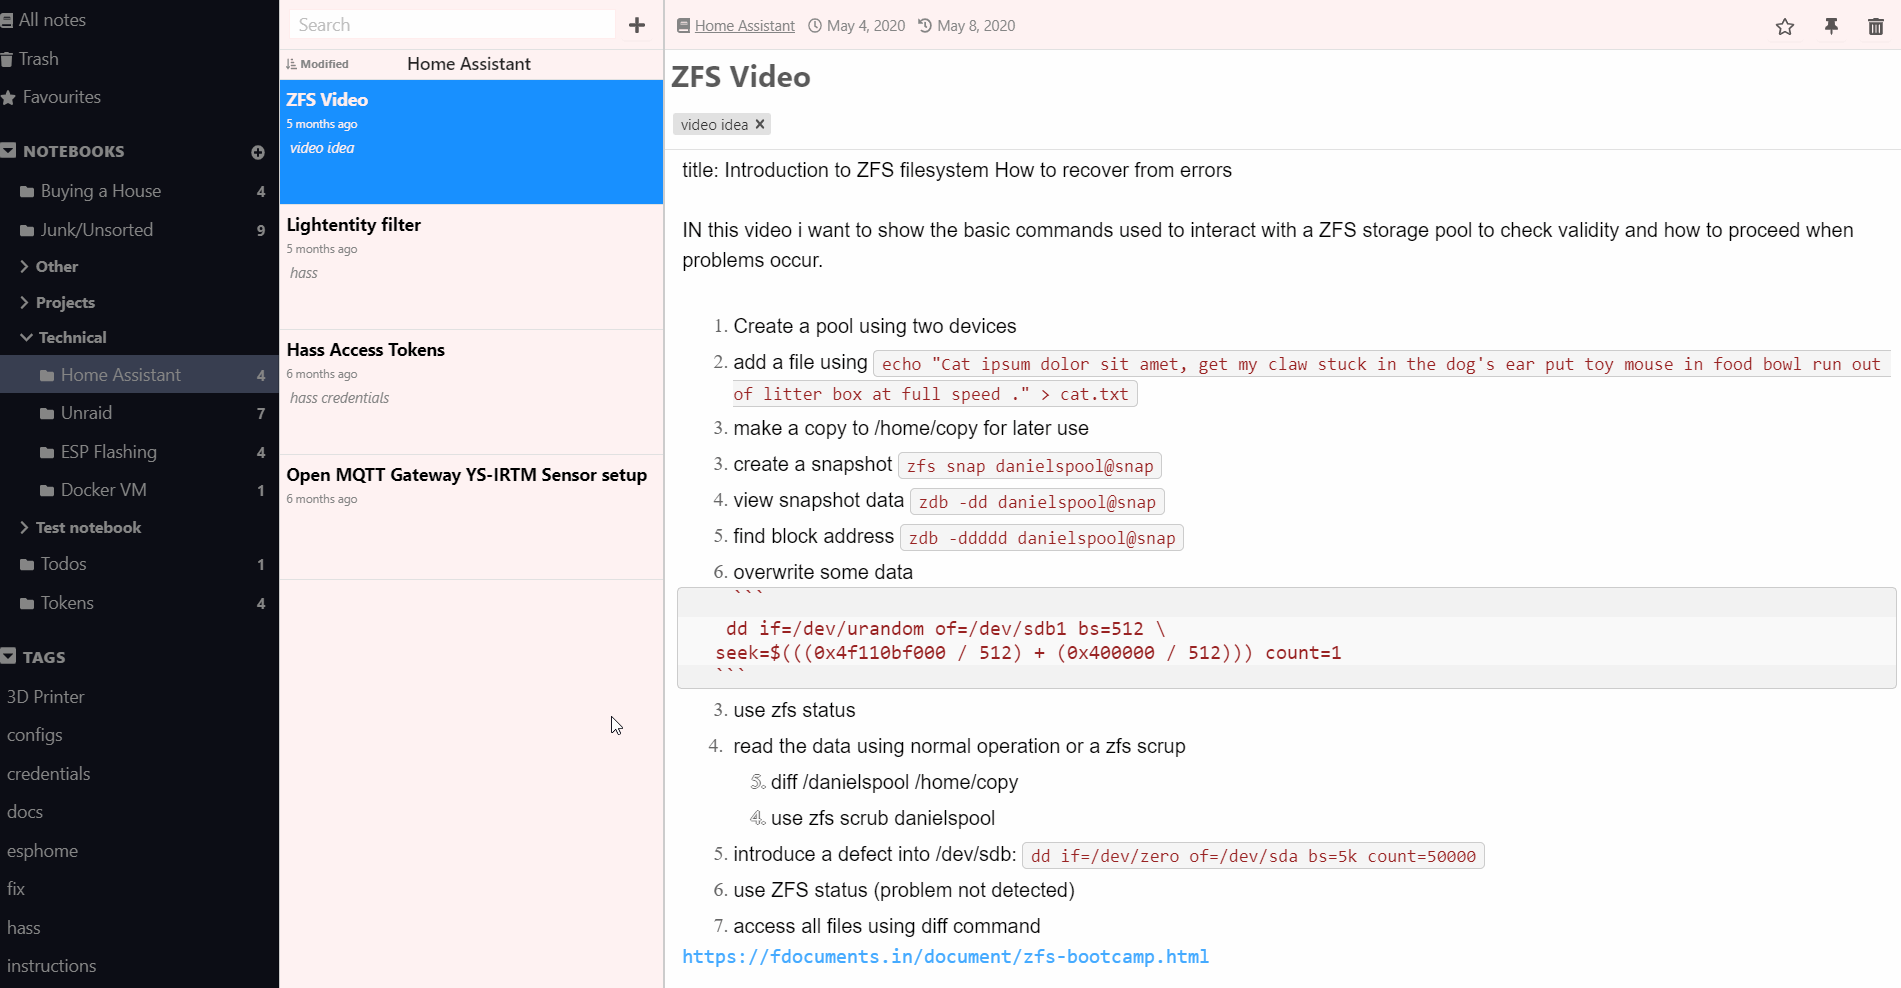 All notes
Trash
Favourites
NOTEBOOKS
Buying a House 4
Junk/Unsorted 9
Other
Projects
Technical
Home Assistant 4
Unraid 7
ESP Flashing 4
Docker VM 1
Test notebook
Todos 1
Tokens 4
TAGS
3D Printer
configs
credentials
docs
esphome
fix
hass
instructions
Search
Modified Home Assistant
ZFS Video
5 months ago
video idea
Lightentity filter
5 months ago
hass
Hass Access Tokens
6 months ago
hass credentials
Open MQTT Gateway YS-IRTM Sensor setup
6 months ago
Home Assistant May 4, 2020 May 8, 2020
ZFS Video
video idea
title: Introduction to ZFS filesystem How to recover from errors
IN this video i want to show the basic commands used to interact with a ZFS storage pool to check validity and how to proceed when
problems occur.
1. Create a pool using two devices
2. add a file using echo "Cat ipsum dolor sit amet, get my claw stuck in the dog's ear put toy mouse in food bowl run out
of litter box at full speed ." > cat.txt
3. make a copy to /home/copy for later use
3. create a snapshot zfs snap danielspool@snap
4. view snapshot data zdb -dd danielspool@snap
5. find block address zdb -ddddd danielspool@snap
6. overwrite some data
```
dd if=/dev/urandom of=/dev/sdb1 bs=512 \
seek=$(((0x4f110bf000 / 512) + (0x400000 / 512))) count=1
```
3. use zfs status
4. read the data using normal operation or a zfs scrup
5. diff /danielspool /home/copy
4. use zfs scrub danielspool
5. introduce a defect into /dev/sdb: dd if=/dev/zero of=/dev/sda bs=5k count=50000
6. use ZFS status (problem not detected)
7. access all files using diff command
https://fdocuments.in/document/zfs-bootcamp.html